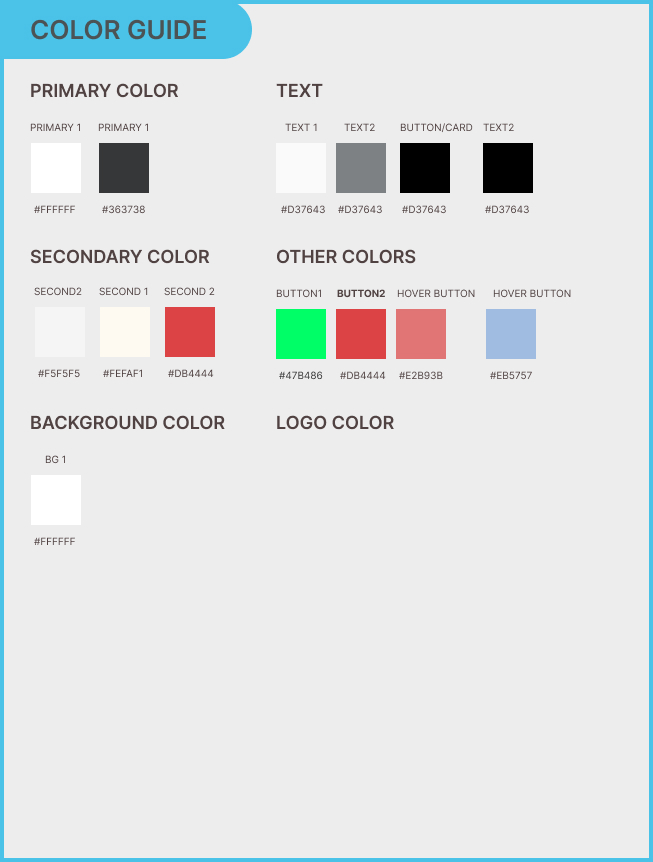 COLOR GUIDE
PRIMARY COLOR
PRIMARY 1 PRIMARY 1
#FFFFFF #363738
TEXT
TEXT 1 TEXT2 BUTTON/CARD TEXT2
#D37643 #D37643 #D37643 #D37643
SECONDARY COLOR
SECOND2 SECOND 1 SECOND 2
#F5F5F5 #FEFAF1 #DB4444
OTHER COLORS
BUTTON1 BUTTON2 HOVER BUTTON HOVER BUTTON
#47B486 #DB4444 #E2B93B #EB5757
BACKGROUND COLOR
BG 1
#FFFFFF
LOGO COLOR